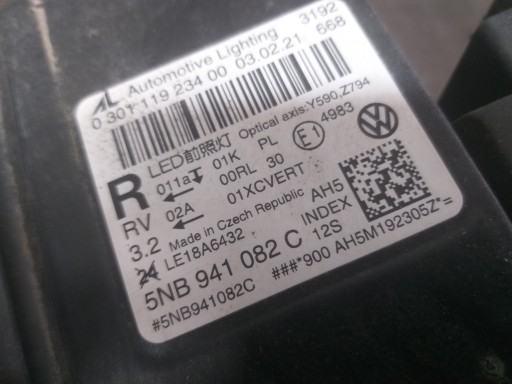 AL Automotive Lighting 3192
0 301 119 234 00 03.02.21 668
LED前照灯 Optical axis:Y590,Z794
R 011aT 01K PL E1 4983
RV 02A 00RL 30
3.2 01XCVERT
Made in Czech Republic AH5
LE18A6432 INDEX
5NB 941 082 C 12S
#5NB941082C ###*900 AH5M192305Z*=